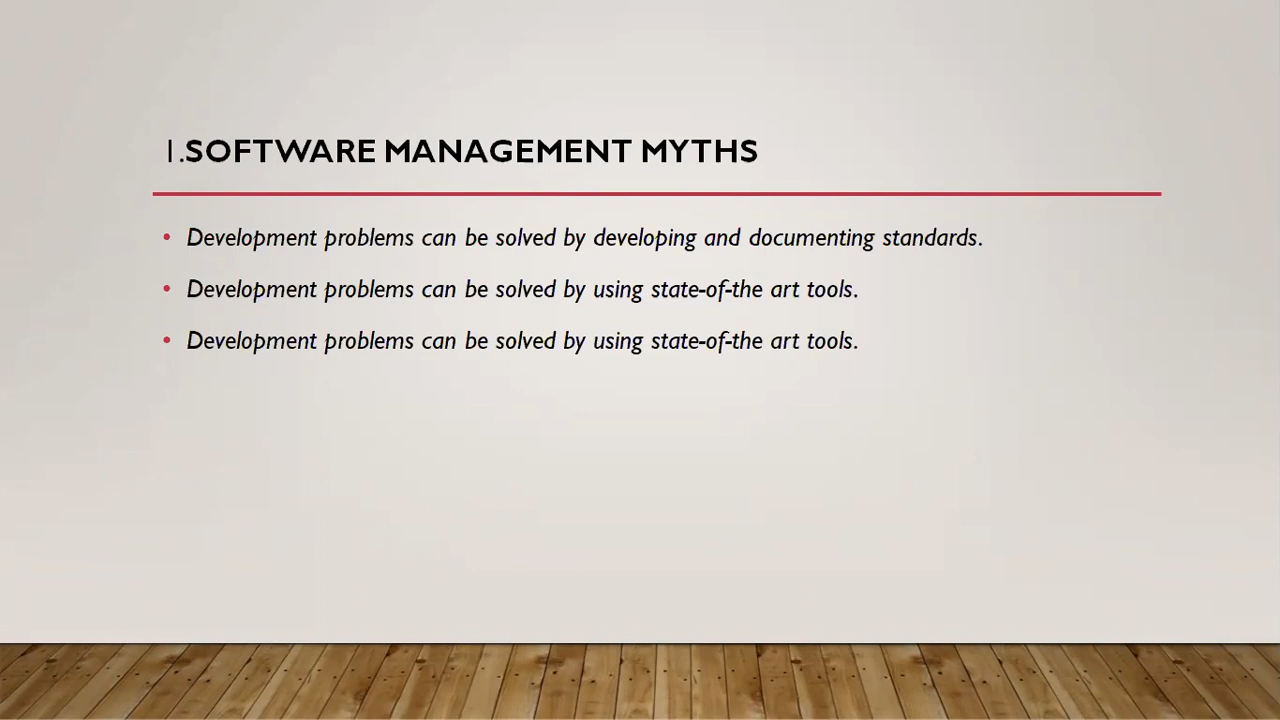 1.SOFTWARE MANAGEMENT MYTHS
• Development problems can be solved by developing and documenting standards.
• Development problems can be solved by using state-of-the art tools.
• Development problems can be solved by using state-of-the art tools.